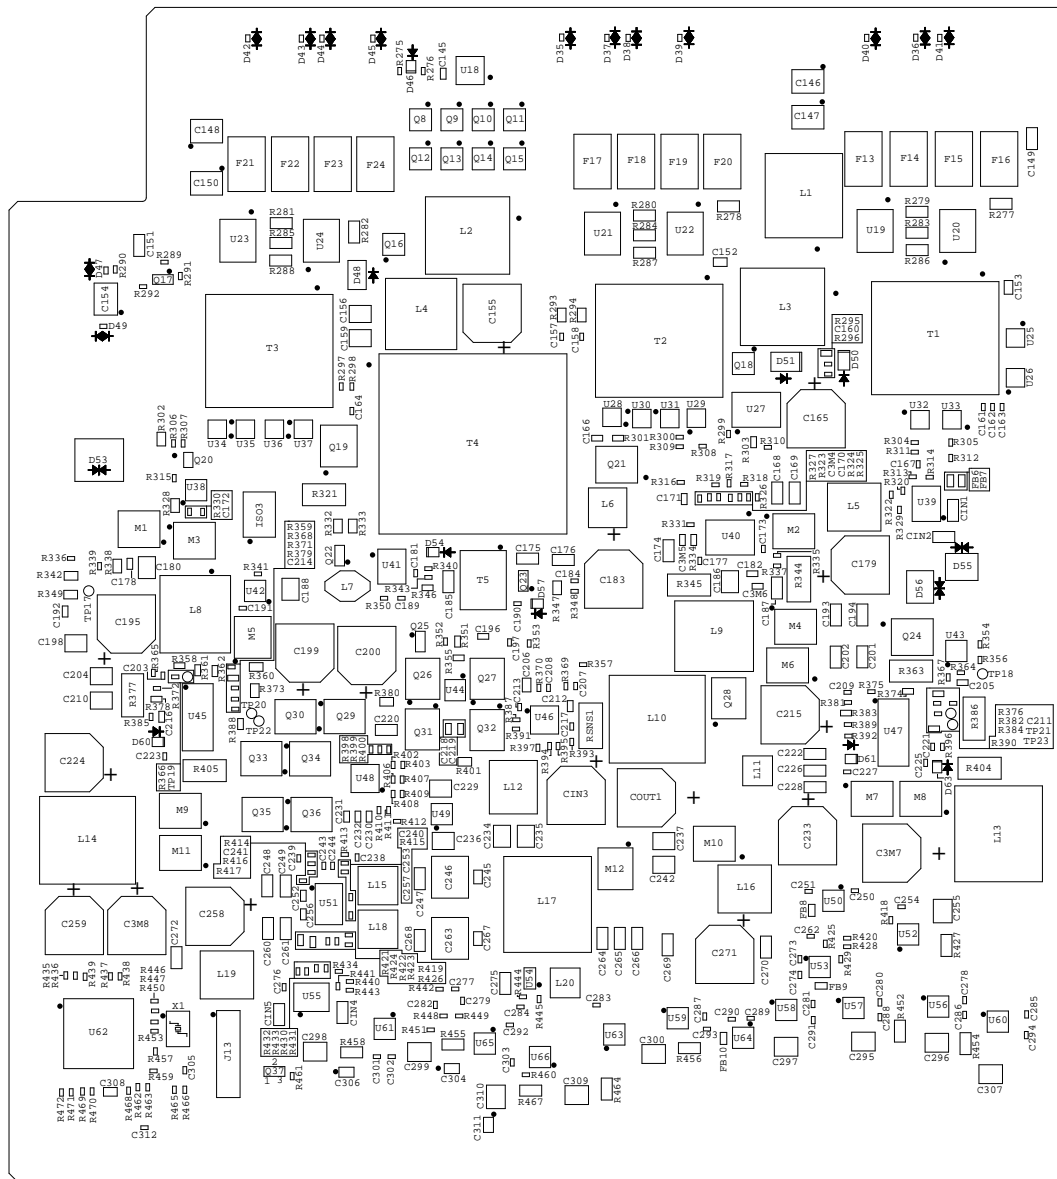 D42 D43 D44 D45 R275 D46 R276 C145 U18 D35 D37 D38 D39 D40 D36 D41
C146
C147
Q8 Q9 Q10 Q11
C148 C149
F21 F22 F23 F24 Q12 Q13 Q14 Q15 F17 F18 F19 F20 F13 F14 F15 F16
C150
L1
R281 R282 R280 R278 R279 R277
U23 R285 U24 L2 U21 R284 U22 U19 R283 U20
C151 Q16 R288 R287 R286
R289 C152
D47 R290 Q17 R291 D48 C153
R292 C154 L4 C155 L3
C156 R293 R294 R295
D49 C159 C157 C158 C160 U25
T3 T2 R296 T1
R297 R298 Q18 D51 D50 U26
C164 C165
U28 U30 U31 U29 U27 U32 U33 C161 C162 C163
R302 R306 R307 U34 U35 U36 U37 T4 C166 R301 R300 R299 R303 R310 R304 R305
Q19 R309 R308 R311
D53 Q20 Q21 R327 R323 C3M4 C170 R324 R325 C167 R314 R312
R315 R316 R319 R317 R318 C168 C169 R313 R320 FB6 FB7
U38 R321 L6 C171 R326 L5 R322 U39 CIN1
R328 R330 C172 ISO3 R329
M1 M3 R332 R333 R331 U40 C173 M2 CIN2
R359 R368 R371 R379 C214 D54 C174 C3M5 R334 R335
R336 R339 R338 Q22 U41 C181 R340 C175 C176 C177 C182 R337 R344 C179 D55
R342 C178 C180 R341 L7 R343 R346 T5 Q23 D57 C184 C183 R345 C186 C3M6 D56
R349 TP17 L8 U42 C188 R350 C189 C185 R347 R348
C192 C195 C191 C190 C187 C193 C194
C198 M5 C199 C200 Q25 R352 R351 C196 C197 R353 L9 M4 Q24 U43 R354
R365 R358 R361 R362 R360 R355 C202 C201 R356
C204 C203 R377 R372 R373 Q26 U44 Q27 C206 R370 C208 R369 R357 C207 M6 R363 R367 R364 TP18
C210 R378 R380 C213 C212 Q28 C209 R375 R374 C205
R385 C216 U45 TP20 TP22 R388 Q30 Q29 C220 Q31 Q32 R387 U46 C217 RSNS1 L10 C215 R381 R383 R389 R392 U47 R386 R376 R382 R384 R390 C211 TP21 TP23
D60 C223 R398 R399 R400 C218 C219 R391 R397 R394 R395 R393 C222 D61 C221 R396
C224 R366 TP19 R405 Q33 Q34 R402 R403 R401 C226 C227 C225 D63 R404
U48 R406 R407 C229 L12 CIN3 COUT1 L11 C228
M9 R409 R408 M7 M8
L14 Q35 Q36 C231 C232 C230 R410 R411 R412 U49 C234 C235 C237 C233 C3M7 L13
M11 R414 C241 R416 R417 C239 C243 C244 R413 C238 C240 R415 C236 M10
C248 C249 C253 C246 C245 M12 C242
C252 C256 U51 L15 C257 C247 L17 L16 C251 C250
C259 C3M8 C258 FB8 U50 C254 C255
C272 C260 C261 L18 C268 C263 C267 C264 C265 C266 C269 C271 C270 C262 R425 R418 U52 R427
R420 R428
R435 R436 R439 R437 R438 R446 R447 R450 L19 C276 R434 R421 R424 R422 R423 R419 R426 C273 C274 U53 R429
R441 R440 R443 R442 C277 C275 R444 U54 L20 FB9
CIN5 U55 CIN4 C282 C279 C284 R445 C283 C287 C281 U57 C280 U56 C278
U62 X1 R448 R449 U59 C290 C289 U58 C288 R452 C286 U60 C285
R453 R432 R433 R430 R431 C298 U61 R451 R455 C292 U65 U63 C293 U64 C291 C294
R457 J13 R458 C303 U66 C300 R456 FB10 C297 C295 C296 R454
R459 C305 2 Q37 1 3 R461 C306 C301 C302 C299 C304 R460
R472 R471 R469 R470 C308 R468 R462 R463 R465 R466 C310 R467 C309 R464 C307
C312 C311